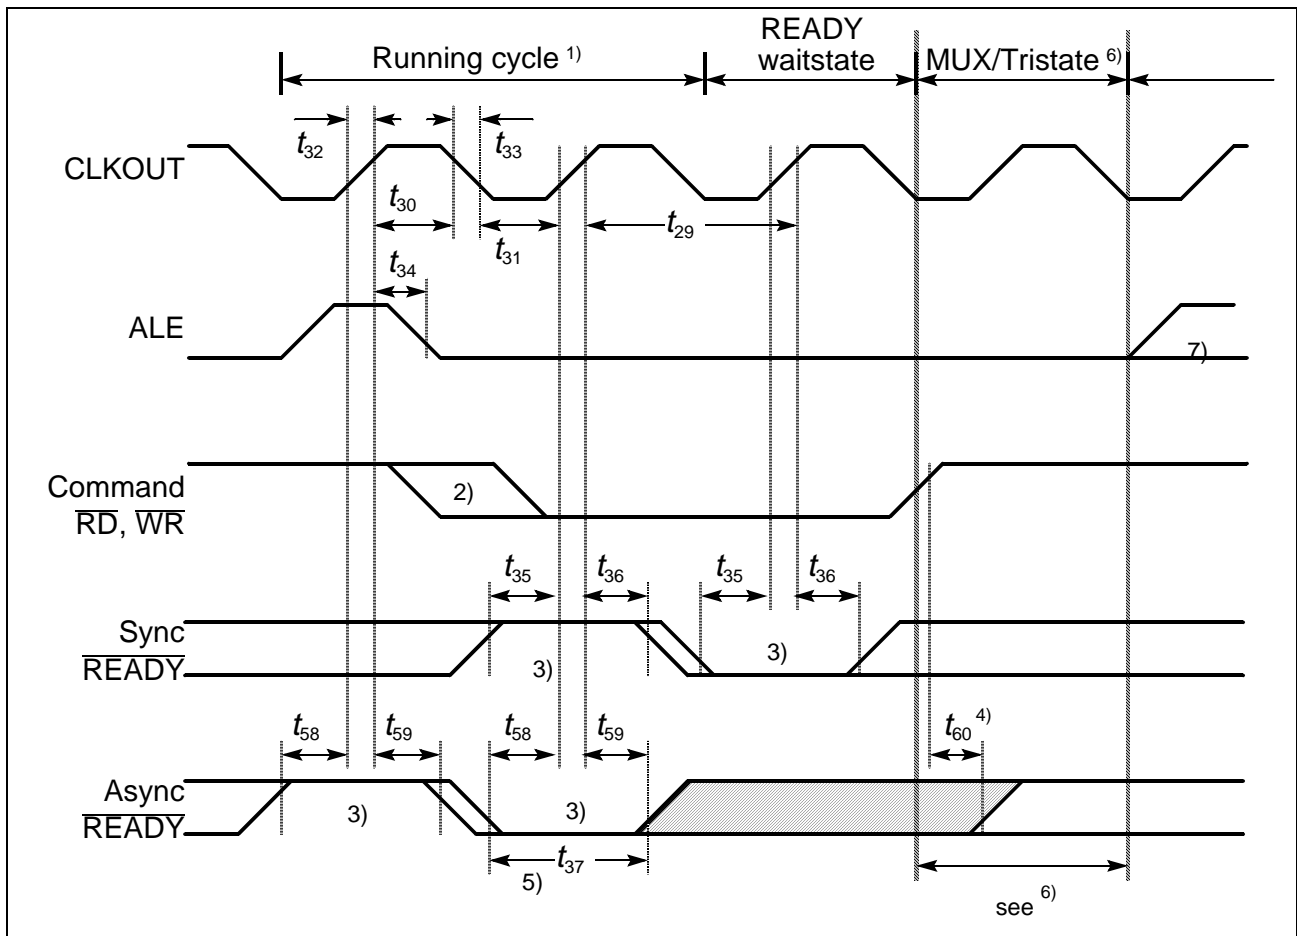 READY
Running cycle 1) waitstate MUX/Tristate 6)
t32 t33
CLKOUT
t30
t29
t31
t34
ALE
7)
Command
2)
RD, WR
t35 t36 t35 t36
Sync
3) 3)
READY
t58 t59 t58 t59 t60 4)
Async
3) 3)
READY
t37
5)
see 6)